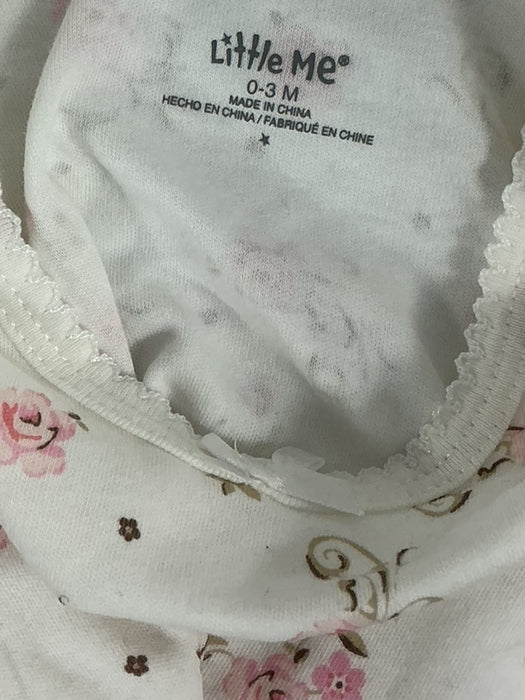 Little Me®
0-3 M
MADE IN CHINA
HECHO EN CHINA / FABRIQUÉ EN CHINE